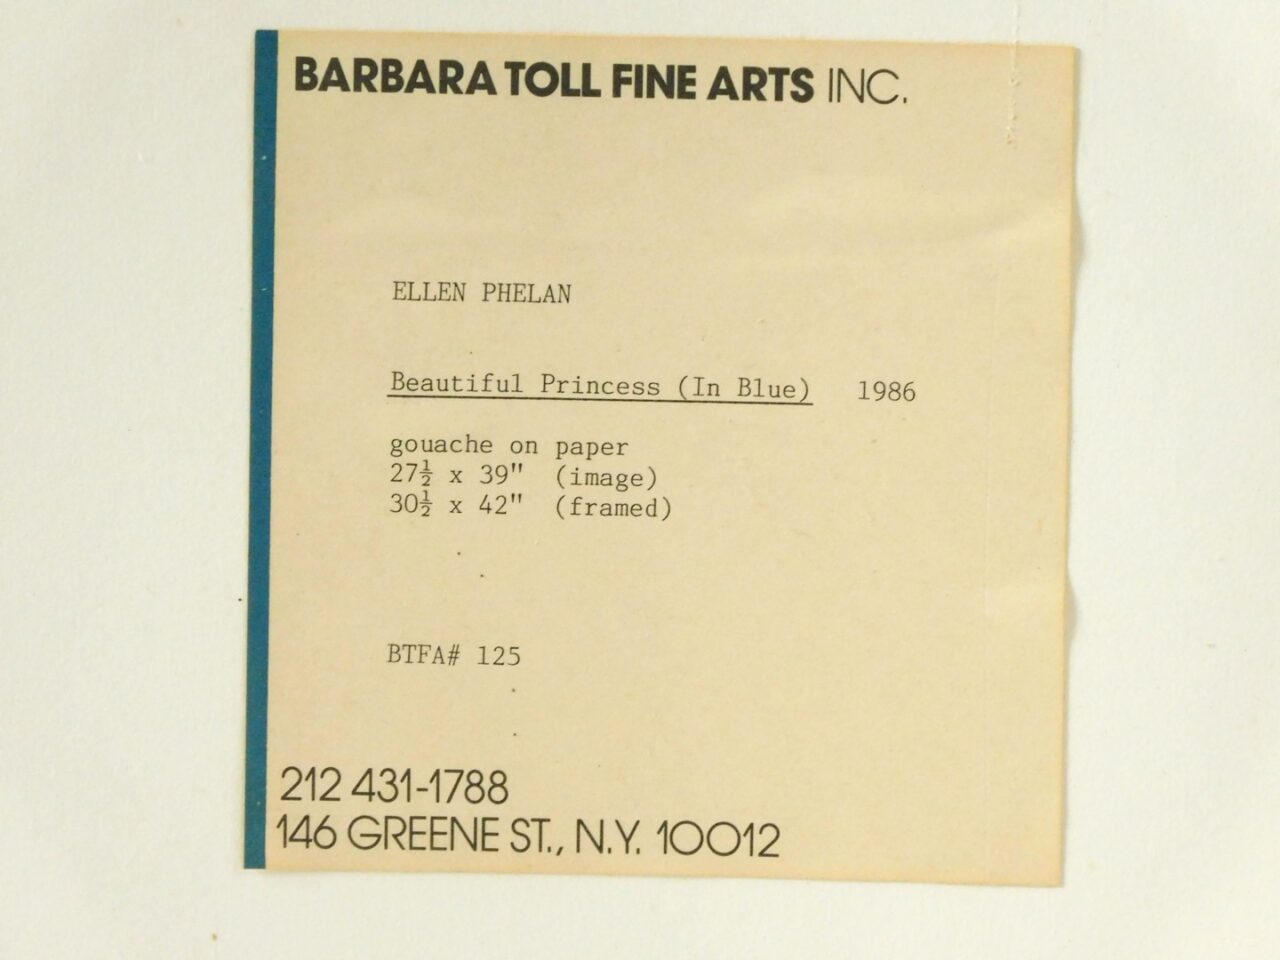 BARBARA TOLL FINE ARTS INC.
ELLEN PHELAN
Beautiful Princess (In Blue) 1986
gouache on paper
27½ x 39" (image)
30½ x 42" (framed)
BTFA# 125
212 431-1788
146 GREENE ST., N.Y. 10012